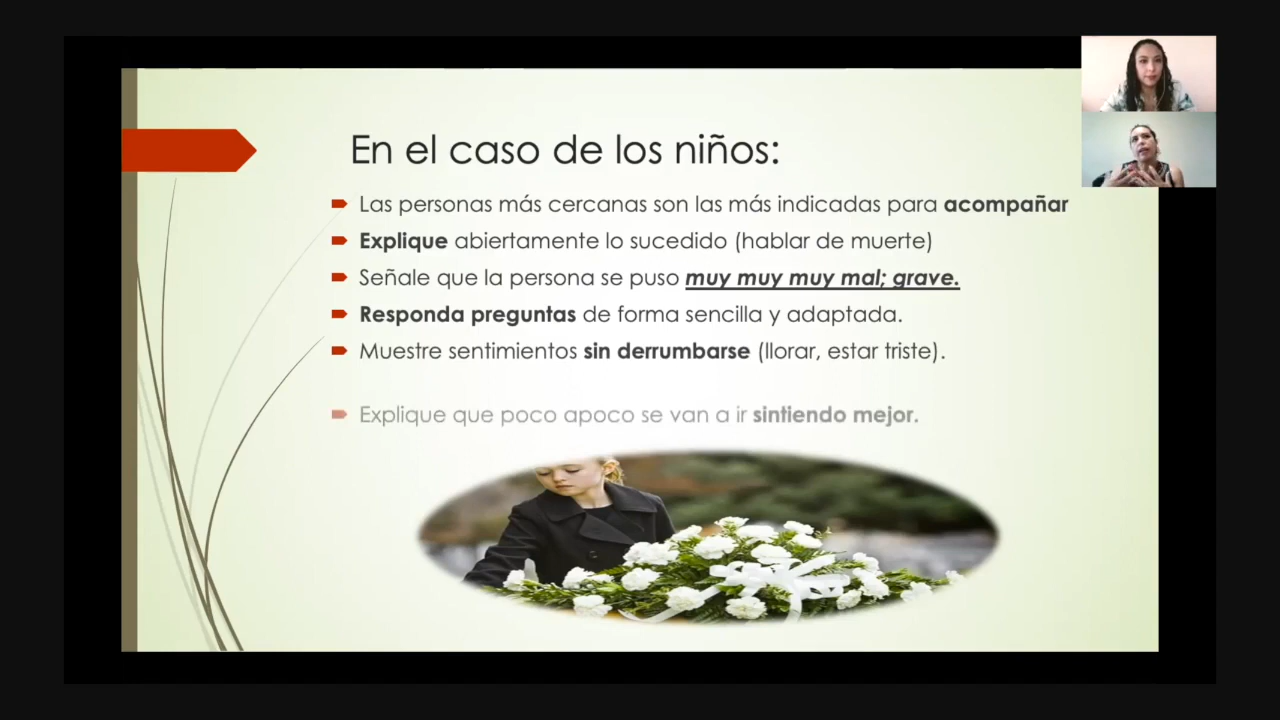 En el caso de los niños:
Las personas más cercanas son las más indicadas para acompañar
Explique abiertamente lo sucedido (hablar de muerte)
Señale que la persona se puso muy muy muy mal; grave.
Responda preguntas de forma sencilla y adaptada.
Muestre sentimientos sin derrumbarse (llorar, estar triste).
Explique que poco apoco se van a ir sintiendo mejor.